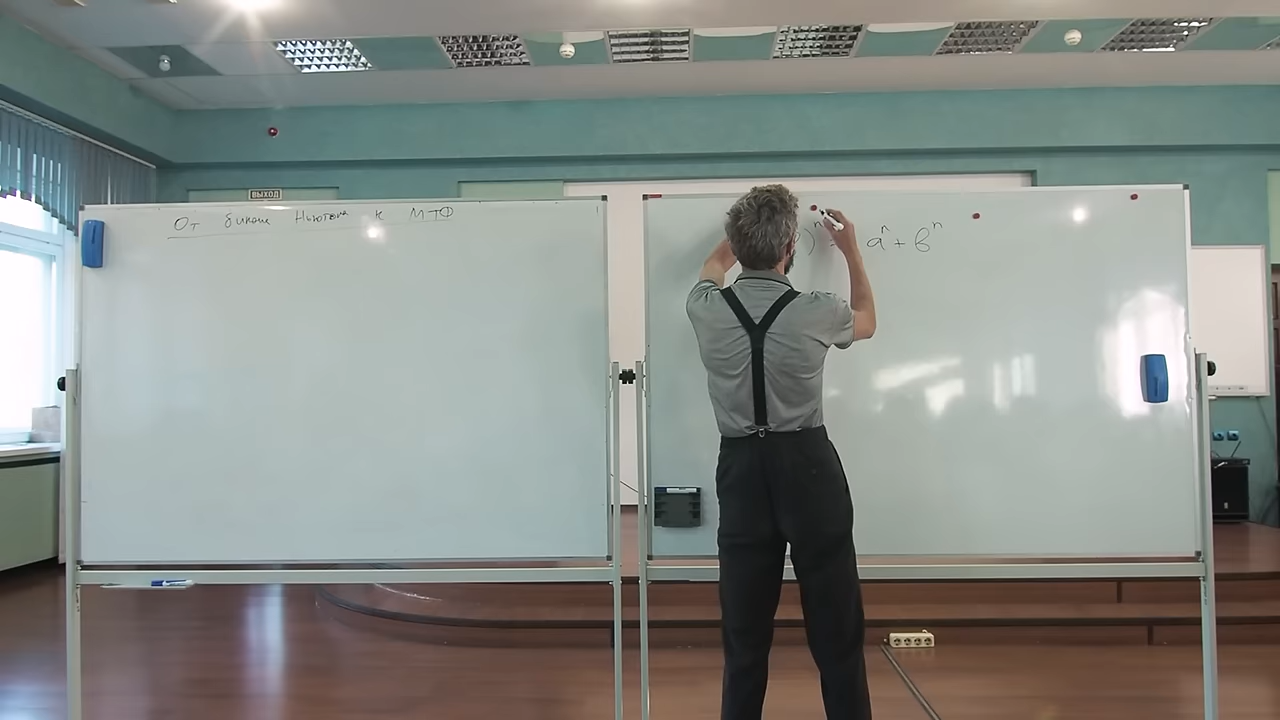 ВЫХОД
От бинома Ньютона к МТФ
)ⁿ = aⁿ + bⁿ